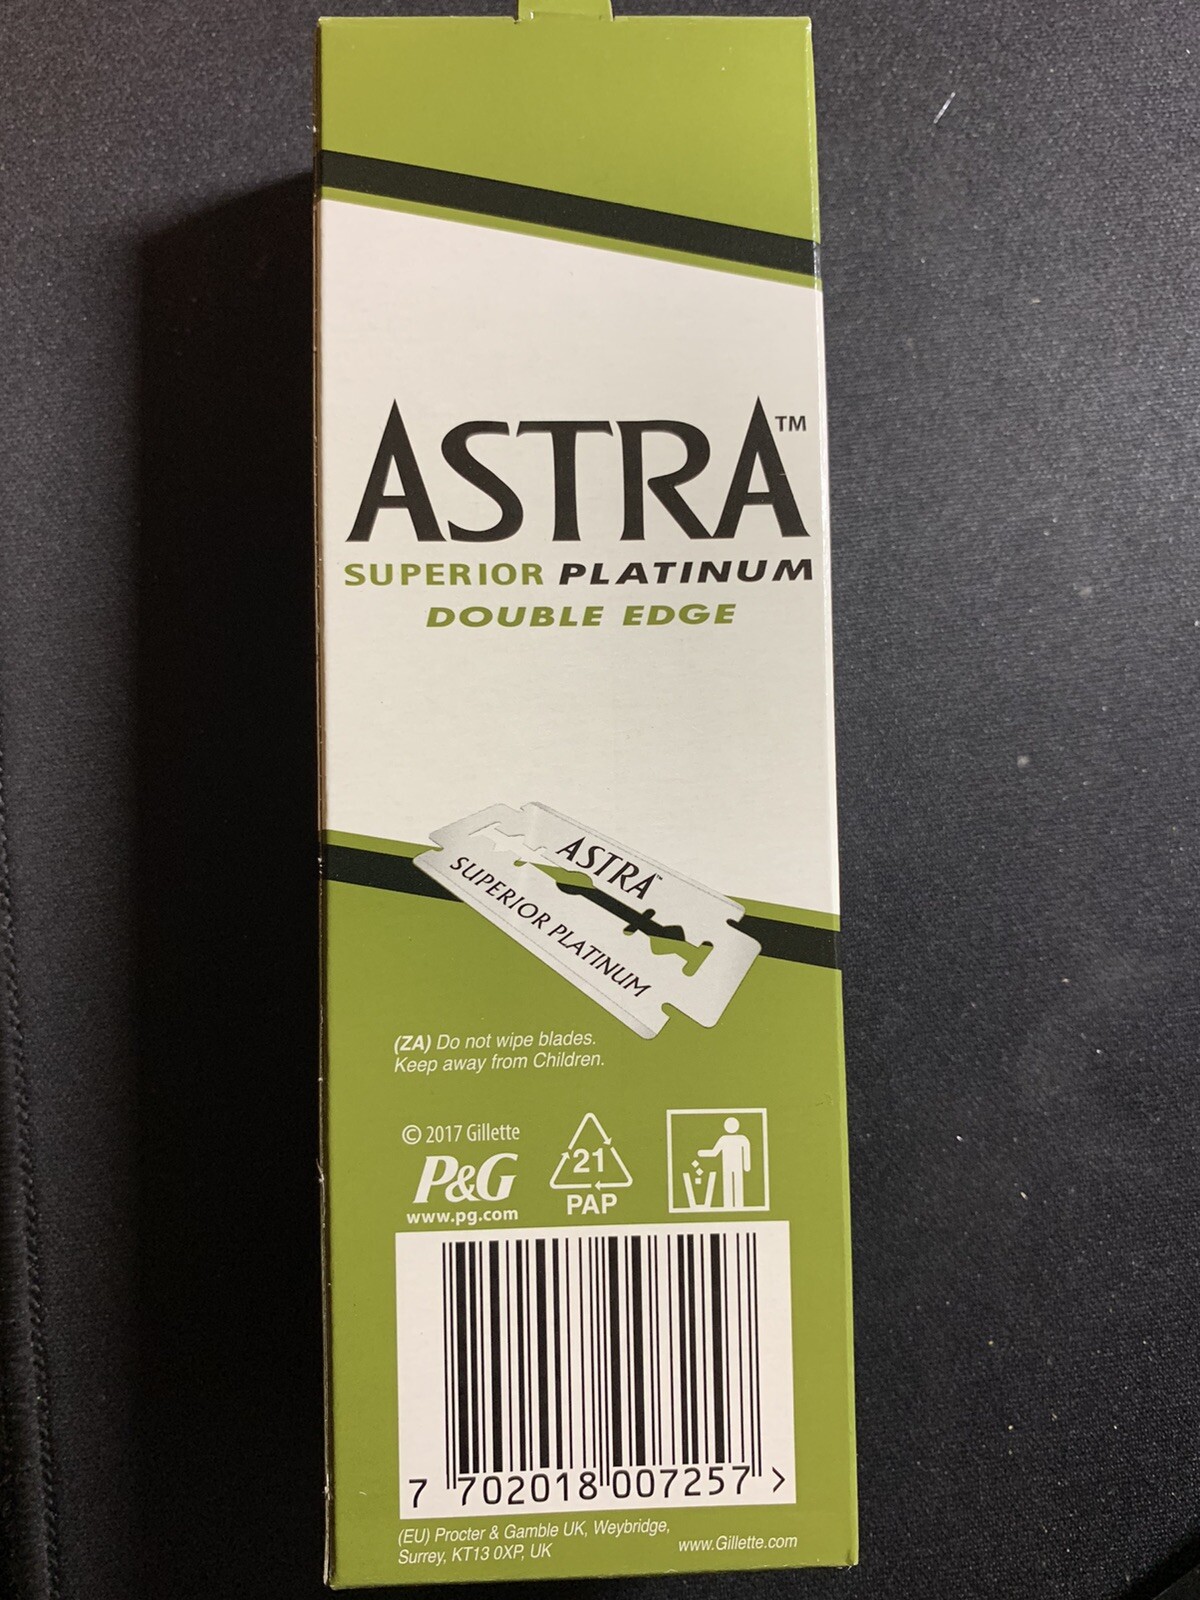 ASTRA™
SUPERIOR PLATINUM
DOUBLE EDGE
ASTRA™
SUPERIOR PLATINUM
(ZA) Do not wipe blades.
Keep away from Children.
© 2017 Gillette
P&G
www.pg.com
21
PAP
7 702018 007257 >
(EU) Procter & Gamble UK, Weybridge,
Surrey, KT13 0XP, UK
www.Gillette.com